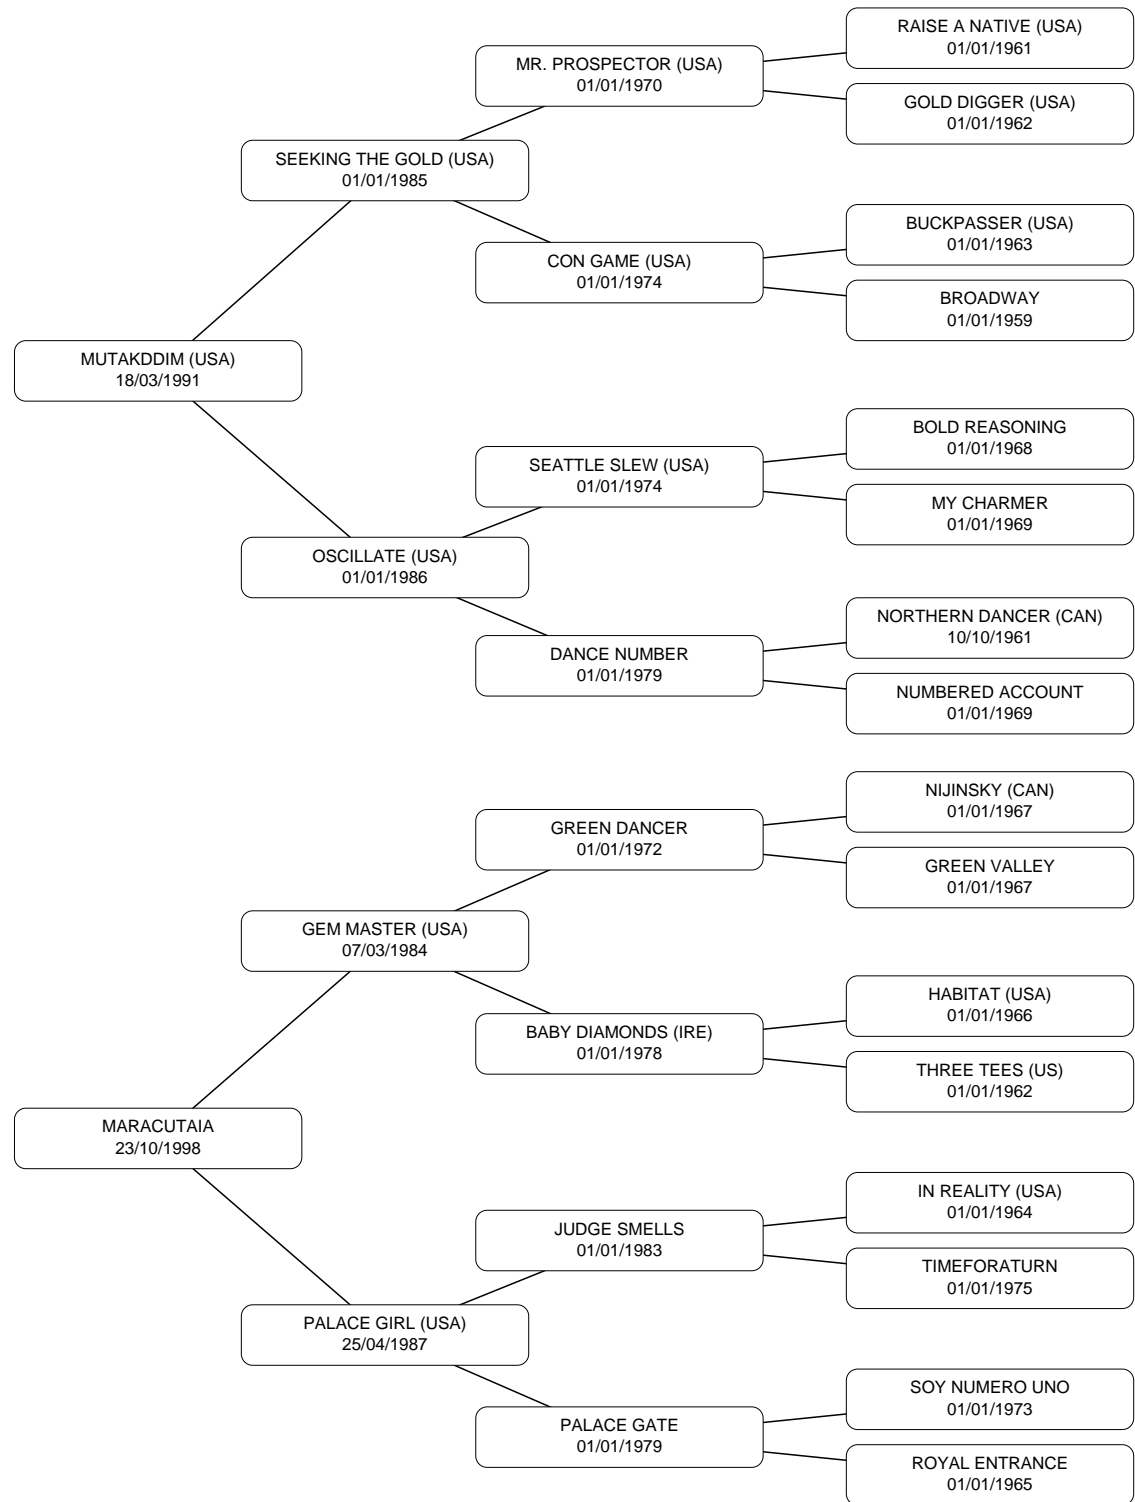 RAISE A NATIVE (USA)
01/01/1961
MR. PROSPECTOR (USA)
01/01/1970
GOLD DIGGER (USA)
01/01/1962
SEEKING THE GOLD (USA)
01/01/1985
BUCKPASSER (USA)
01/01/1963
CON GAME (USA)
01/01/1974
BROADWAY
01/01/1959
MUTAKDDIM (USA)
18/03/1991
BOLD REASONING
01/01/1968
SEATTLE SLEW (USA)
01/01/1974
MY CHARMER
01/01/1969
OSCILLATE (USA)
01/01/1986
NORTHERN DANCER (CAN)
10/10/1961
DANCE NUMBER
01/01/1979
NUMBERED ACCOUNT
01/01/1969
NIJINSKY (CAN)
01/01/1967
GREEN DANCER
01/01/1972
GREEN VALLEY
01/01/1967
GEM MASTER (USA)
07/03/1984
HABITAT (USA)
01/01/1966
BABY DIAMONDS (IRE)
01/01/1978
THREE TEES (US)
01/01/1962
MARACUTAIA
23/10/1998
IN REALITY (USA)
01/01/1964
JUDGE SMELLS
01/01/1983
TIMEFORATURN
01/01/1975
PALACE GIRL (USA)
25/04/1987
SOY NUMERO UNO
01/01/1973
PALACE GATE
01/01/1979
ROYAL ENTRANCE
01/01/1965